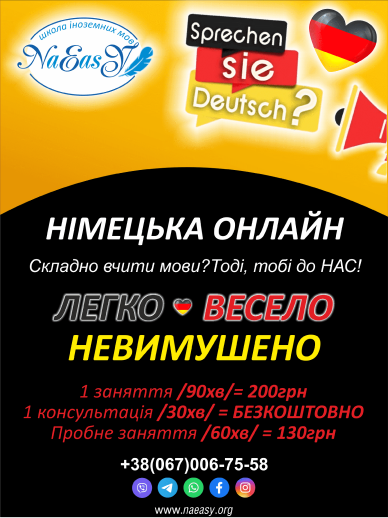 школа іноземних мов
NaEasy
Sprechen
sie
Deutsch?
НІМЕЦЬКА ОНЛАЙН
Складно вчити мови?Тоді, тобі до НАС!
ЛЕГКО ВЕСЕЛО
НЕВИМУШЕНО
1 заняття /90хв/= 200грн
1 консультація /30хв/ = БЕЗКОШТОВНО
Пробне заняття /60хв/ = 130грн
+38(067)006-75-58
www.naeasy.org